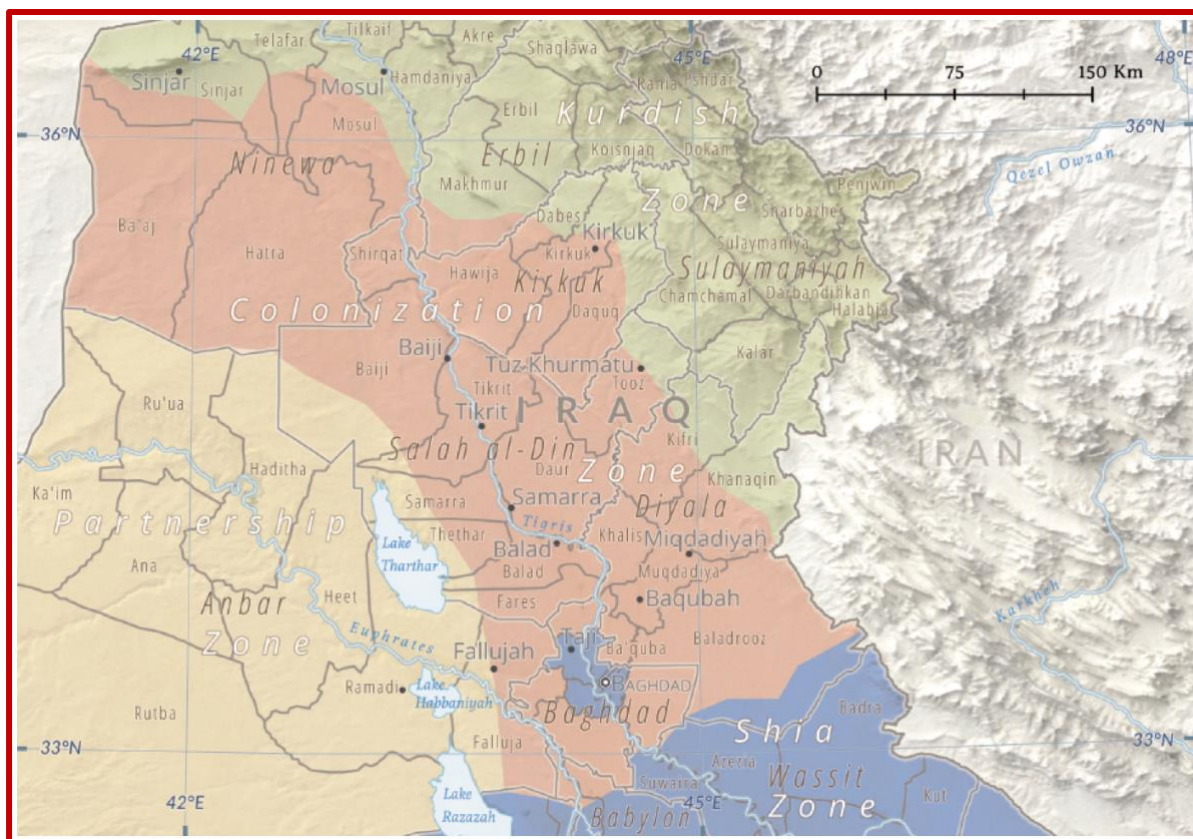 Telafar
Tilkaif
Akre
Shaqlawa
42°E
45°E
48°E
Rania
Pshdar
0
75
150 Km
Sinjar
Sinjar
Mosul
Hamdaniya
Erbil
Kurdish
36°N
36°N
Mosul
Koisnjaq
Dokan
Ninewa
Erbil
Qezel Owzan
Makhmur
Penjwin
Zone
Ba'aj
Dabes
Sharbazher
Kirkuk
Sulaymaniya
Hatra
Shirqat
Kirkuk
Hawija
Kirkuk
Sulaymaniyah
Chamchamal
Darbandihkan
Halabja
Colonization
Daquq
Baiji
Kalar
Baiji
Tuz Khurmatu
Tooz
Tikrit
Ru'ua
Tikrit
IRAQ
Kifri
Salah al-Din
IRAN
Haditha
Daur
Zone
Khanaqin
Ka'im
Samarra
Samarra
Diyala
Partnership
Tigris
Thethar
Khalis
Miqdadiyah
Lake
Tharthar
Balad
Ana
Balad
Muqdadiya
Anbar
Heet
Fares
Baqubah
Karkheh
Zone
Euphrates
Taji
Ba'quba
Baladrooz
Fallujah
Ramadi
Lake
Habbaniyah
BAGHDAD
Rutba
Baghdad
Badra
Shia
33°N
33°N
Falluja
Azeria
Suwaira
Wassit
Kut
42°E
Lake
Razazah
45°E
Zone
Babylon